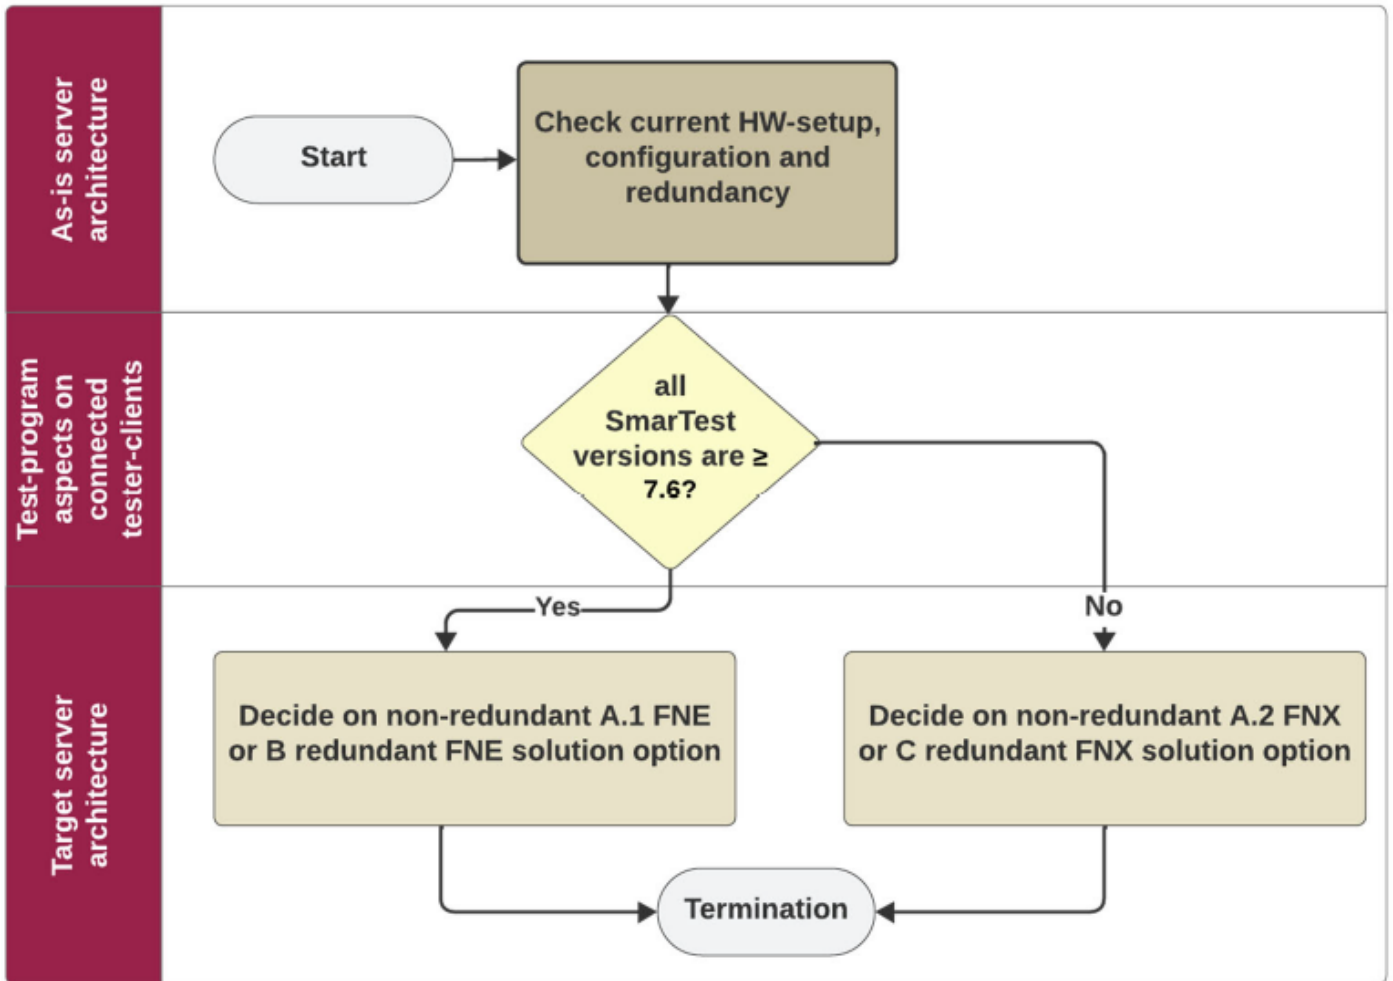 As-is server
architecture
Start
Check current HW-setup,
configuration and
redundancy
Test-program
aspects on
connected
tester-clients
all
SmarTest
versions are ≥
7.6?
Yes
No
Target server
architecture
Decide on non-redundant A.1 FNE
or B redundant FNE solution option
Decide on non-redundant A.2 FNX
or C redundant FNX solution option
Termination